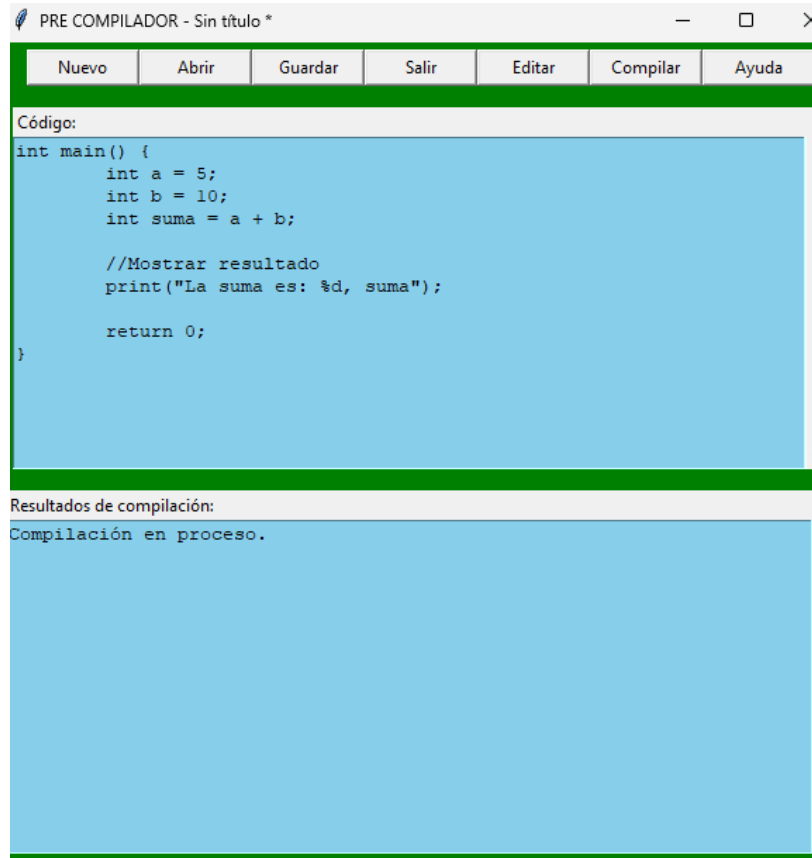 PRE COMPILADOR - Sin título *
Nuevo Abrir Guardar Salir Editar Compilar Ayuda
Código:
int main() {
        int a = 5;
        int b = 10;
        int suma = a + b;

        //Mostrar resultado
        print("La suma es: %d, suma");

        return 0;
}
Resultados de compilación:
Compilación en proceso.